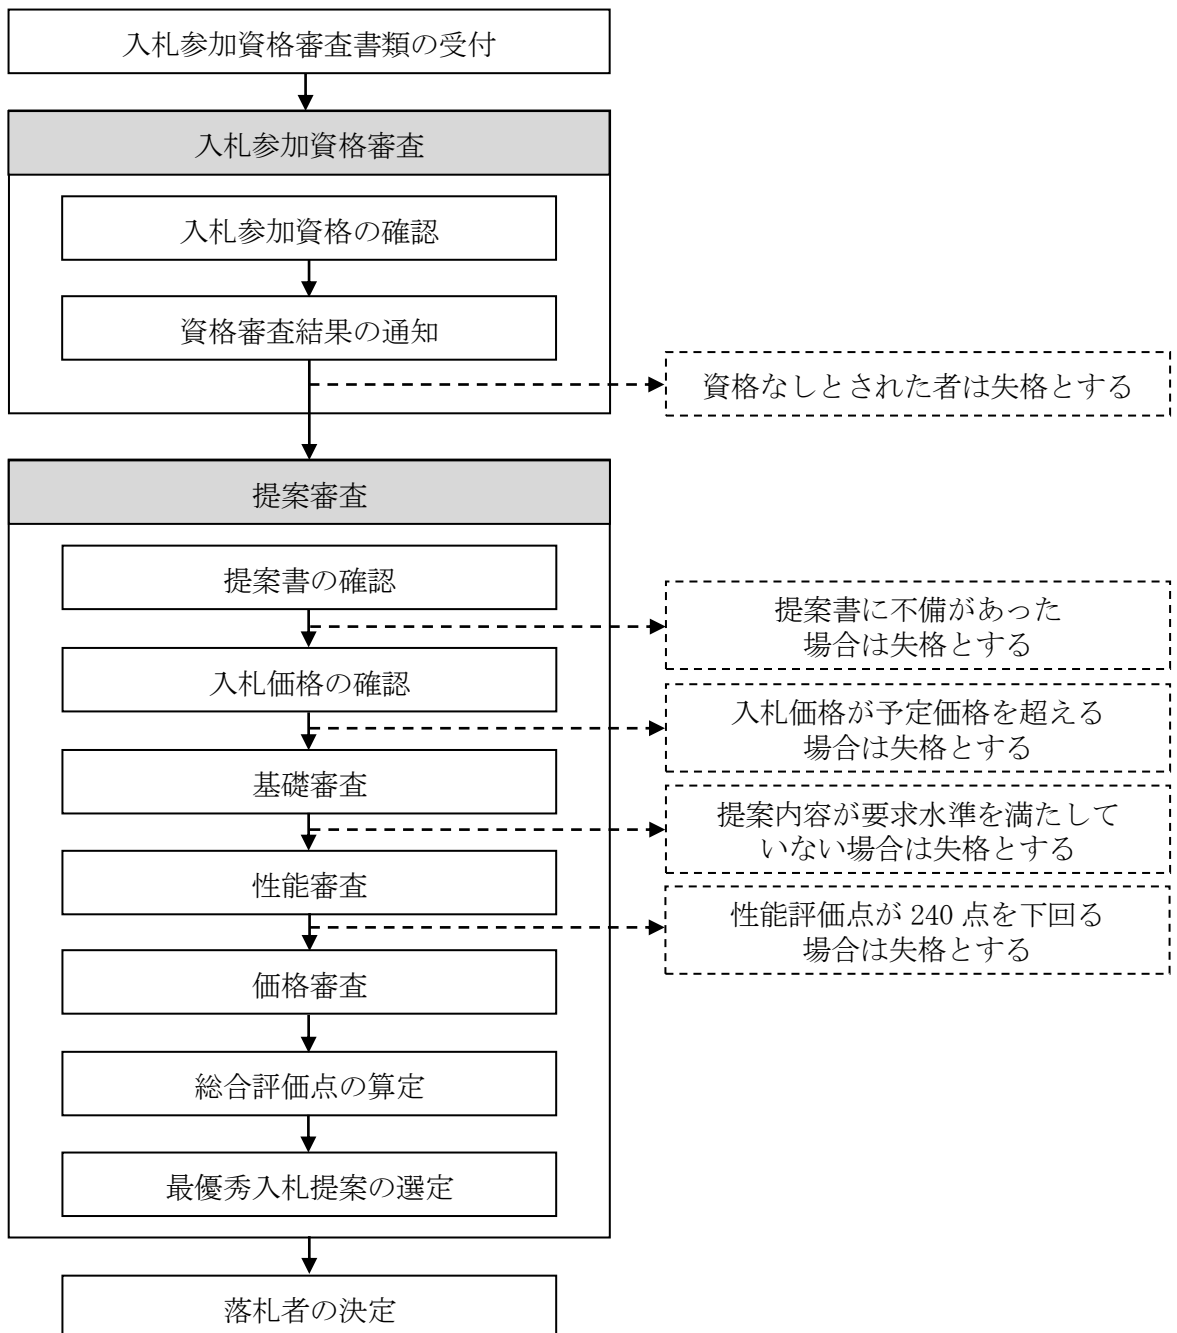 入札参加資格審査書類の受付
入札参加資格審査
入札参加資格の確認
資格審査結果の通知
資格なしとされた者は失格とする
提案審査
提案書の確認
提案書に不備があった
場合は失格とする
入札価格の確認
入札価格が予定価格を超える
場合は失格とする
基礎審査
提案内容が要求水準を満たして
いない場合は失格とする
性能審査
性能評価点が 240 点を下回る
場合は失格とする
価格審査
総合評価点の算定
最優秀入札提案の選定
落札者の決定